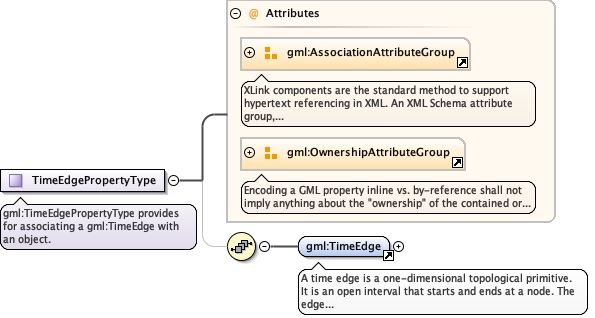 @ Attributes
gml:AssociationAttributeGroup
XLink components are the standard method to support
hypertext referencing in XML. An XML Schema attribute
group,...
gml:OwnershipAttributeGroup
Encoding a GML property inline vs. by-reference shall not
imply anything about the "ownership" of the contained or...
TimeEdgePropertyType
gml:TimeEdgePropertyType provides
for associating a gml:TimeEdge with
an object.
gml:TimeEdge
A time edge is a one-dimensional topological primitive.
It is an open interval that starts and ends at a node. The
edge...